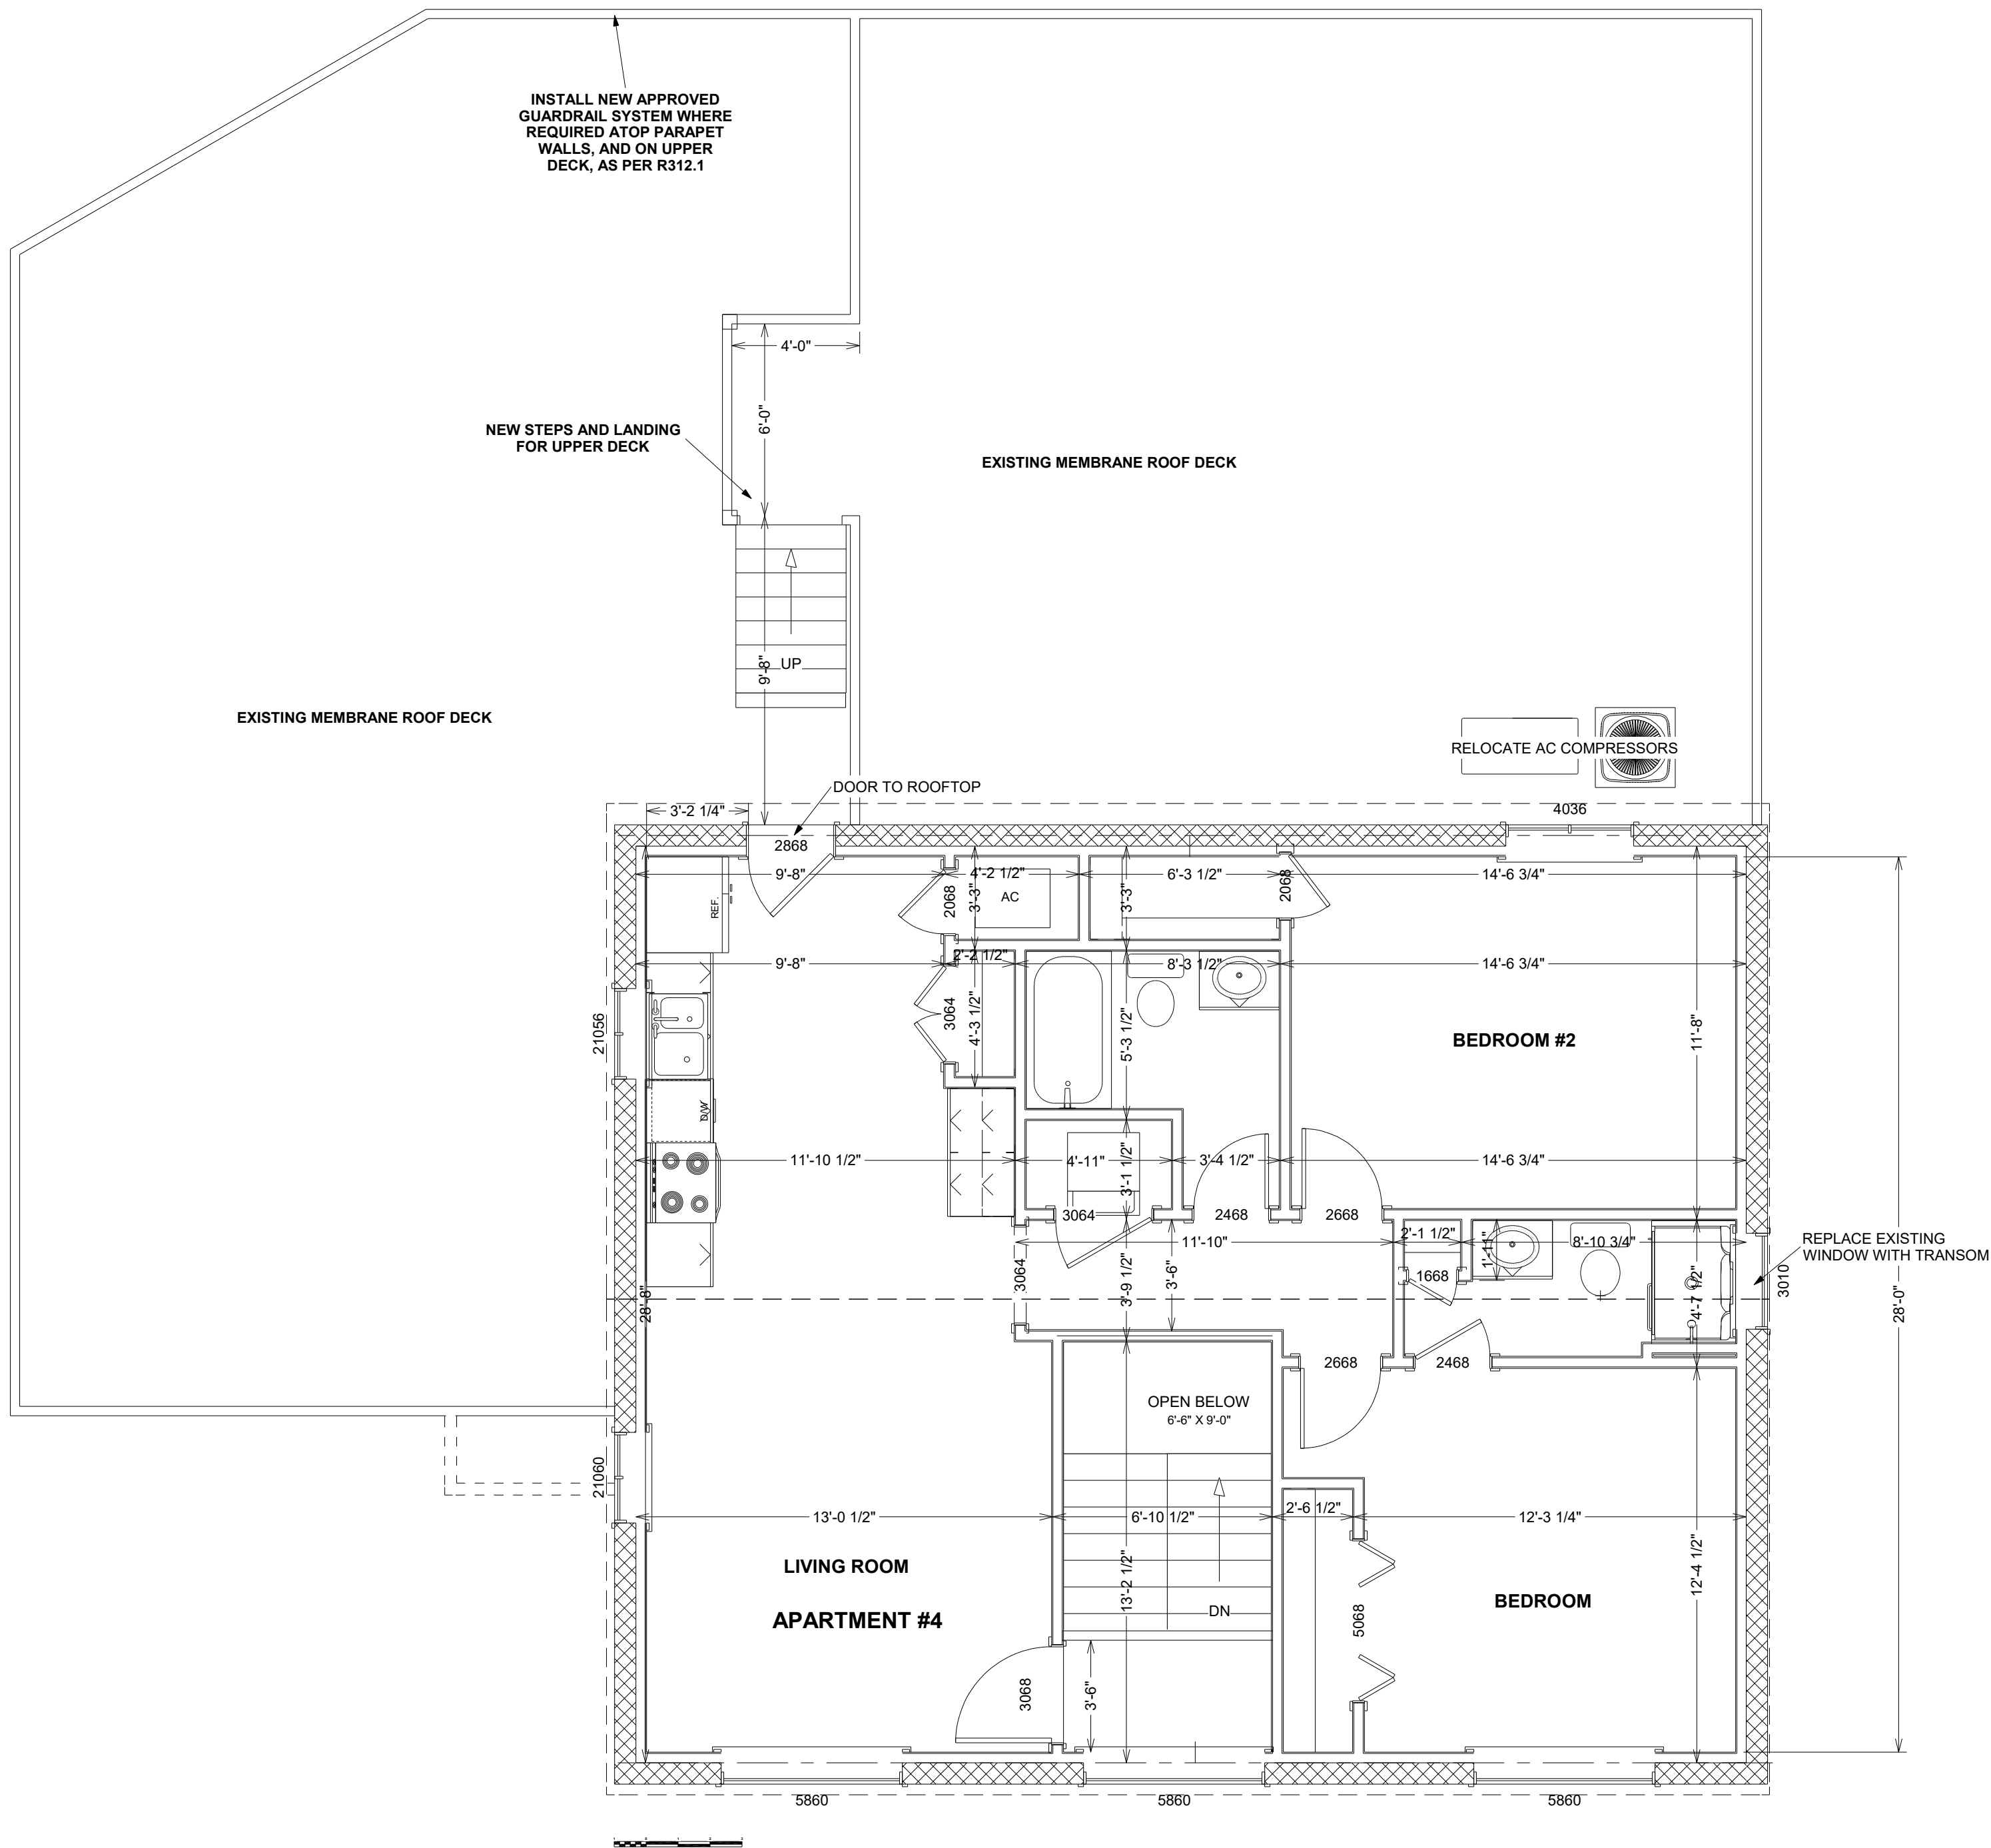 INSTALL NEW APPROVED
GUARDRAIL SYSTEM WHERE
REQUIRED ATOP PARAPET
WALLS, AND ON UPPER
DECK, AS PER R312.1
4'-0"
6'-0"
NEW STEPS AND LANDING
FOR UPPER DECK
EXISTING MEMBRANE ROOF DECK
UP
9'-8"
EXISTING MEMBRANE ROOF DECK
RELOCATE AC COMPRESSORS
DOOR TO ROOFTOP
3'-2 1/4"
4036
2868
9'-8"
4'-2 1/2"
6'-3 1/2"
14'-6 3/4"
REF.
2068
3'-3"
AC
3'-3"
2068
9'-8"
2'-2 1/2"
8'-3 1/2"
14'-6 3/4"
21056
3064
4'-3 1/2"
5'-3 1/2"
BEDROOM #2
11'-8"
D/W
11'-10 1/2"
4'-11"
3'-1 1/2"
3'-4 1/2"
14'-6 3/4"
3064
2468
2668
11'-10"
2'-1 1/2"
1'-11"
8'-10 3/4"
REPLACE EXISTING
WINDOW WITH TRANSOM
3064
3'-9 1/2"
3'-6"
1668
4'-7 1/2"
3010
28'-8"
28'-0"
2668
2468
OPEN BELOW
6'-6" X 9'-0"
21060
13'-0 1/2"
6'-10 1/2"
2'-6 1/2"
12'-3 1/4"
LIVING ROOM
13'-2 1/2"
12'-4 1/2"
APARTMENT #4
DN
5068
BEDROOM
3068
3'-6"
5860
5860
5860